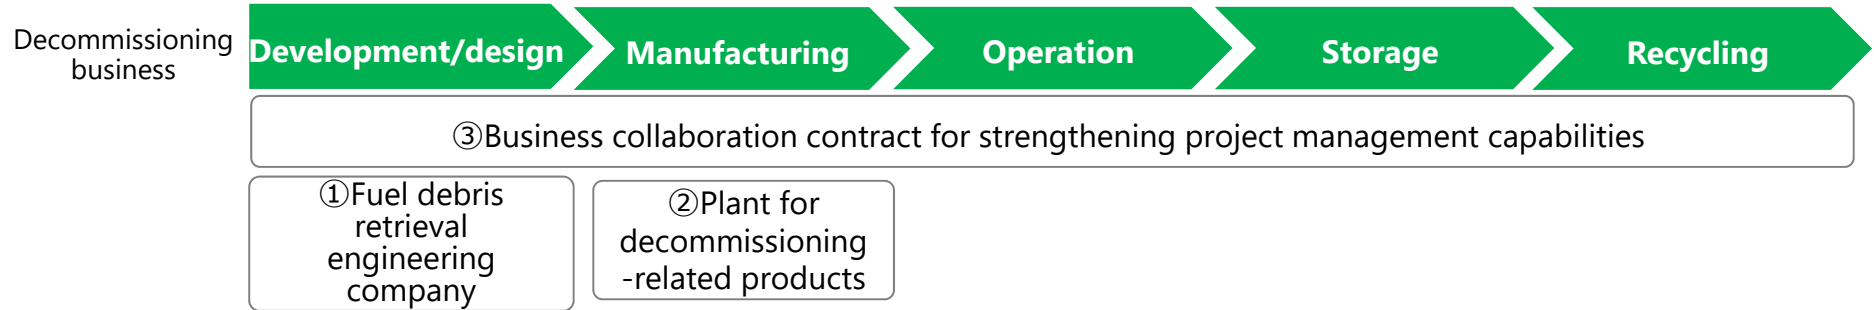 Decommissioning
business
Development/design
Manufacturing
Operation
Storage
Recycling
③Business collaboration contract for strengthening project management capabilities
①Fuel debris
retrieval
engineering
company
②Plant for
decommissioning
-related products